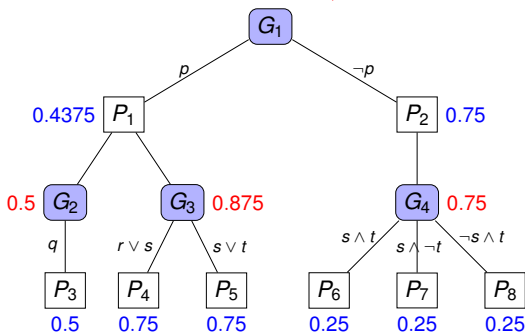 G1
p ¬p
0.4375 P1 P2 0.75
0.5 G2 G3 0.875 G4 0.75
q r ∨ s s ∨ t s ∧ t s ∧ ¬t ¬s ∧ t
P3 P4 P5 P6 P7 P8
0.5 0.75 0.75 0.25 0.25 0.25